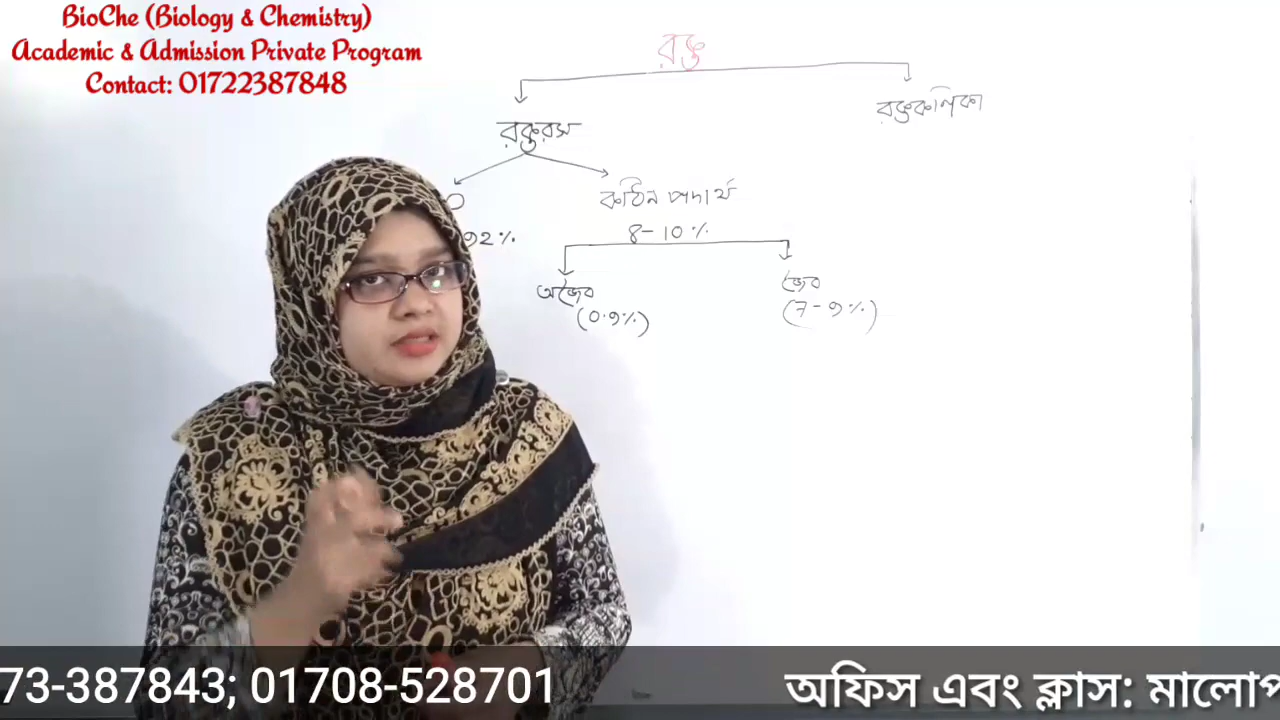 BioChe (Biology & Chemistry)
Academic & Admission Private Program
Contact: 01722387848
রক্ত
রক্তরস
রক্তকণিকা
কঠিন পদার্থ
92%
8-10%
অজৈব
জৈব
(0.9%)
(7-9%)
73-387843; 01708-528701
অফিস এবং ক্লাস: